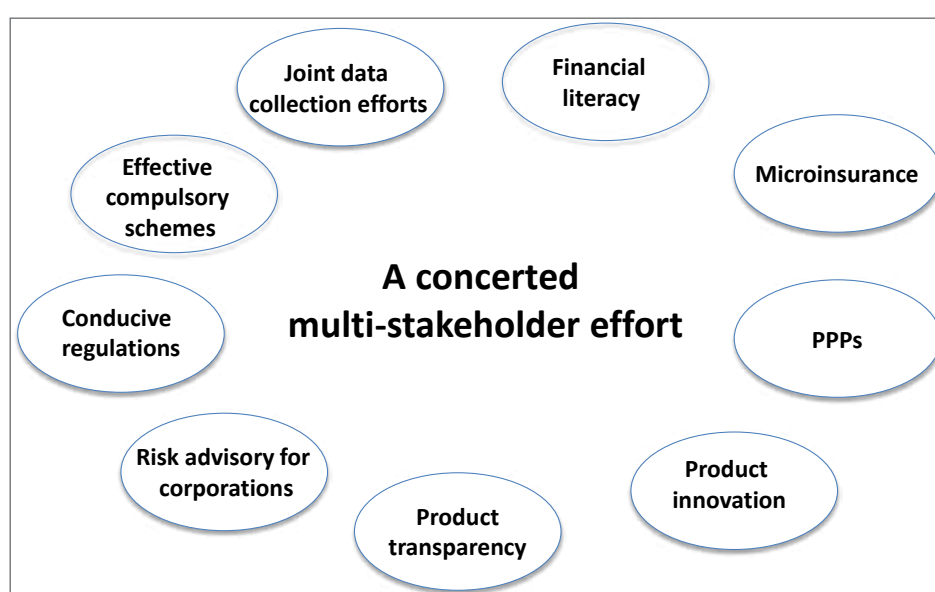 Joint data
collection efforts
Financial
literacy
Effective
compulsory
schemes
Microinsurance
A concerted
multi-stakeholder effort
Conducive
regulations
PPPs
Risk advisory for
corporations
Product
innovation
Product
transparency